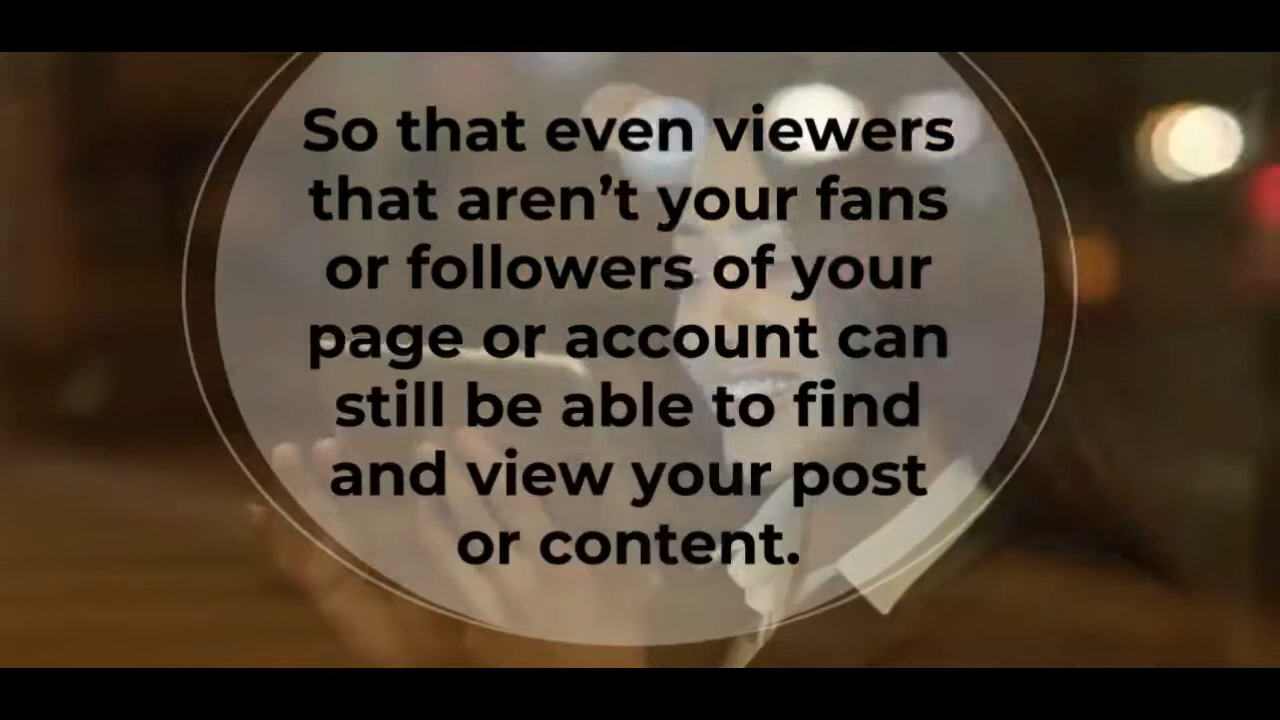 So that even viewers
that aren’t your fans
or followers of your
page or account can
still be able to find
and view your post
or content.